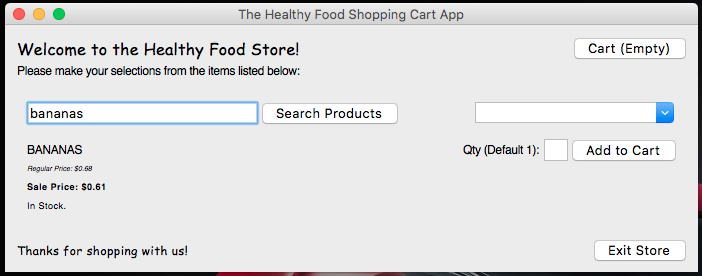 The Healthy Food Shopping Cart App
Welcome to the Healthy Food Store!
Cart (Empty)
Please make your selections from the items listed below:
bananas
Search Products
BANANAS
Qty (Default 1):
Add to Cart
Regular Price: $0.68
Sale Price: $0.61
In Stock.
Thanks for shopping with us!
Exit Store